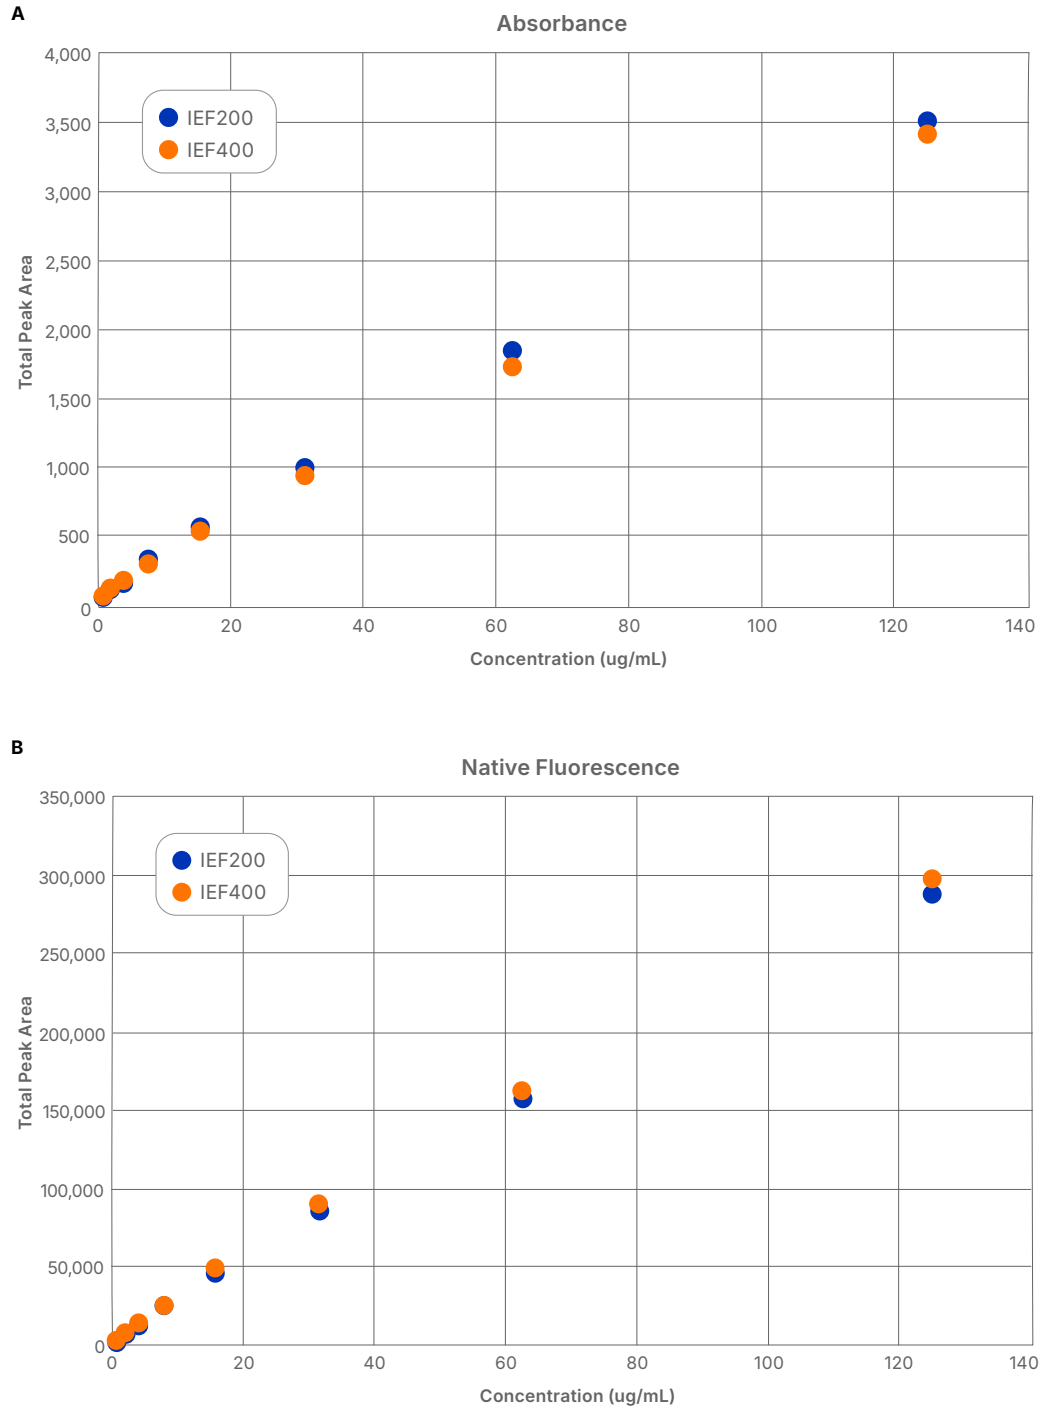 A
Absorbance
4,000
3,500
3,000
2,500
2,000
1,500
1,000
500
0
IEF200
IEF400
Total Peak Area
0 20 40 60 80 100 120 140
Concentration (ug/mL)
B
Native Fluorescence
350,000
300,000
250,000
200,000
150,000
100,000
50,000
0
IEF200
IEF400
Total Peak Area
0 20 40 60 80 100 120 140
Concentration (ug/mL)